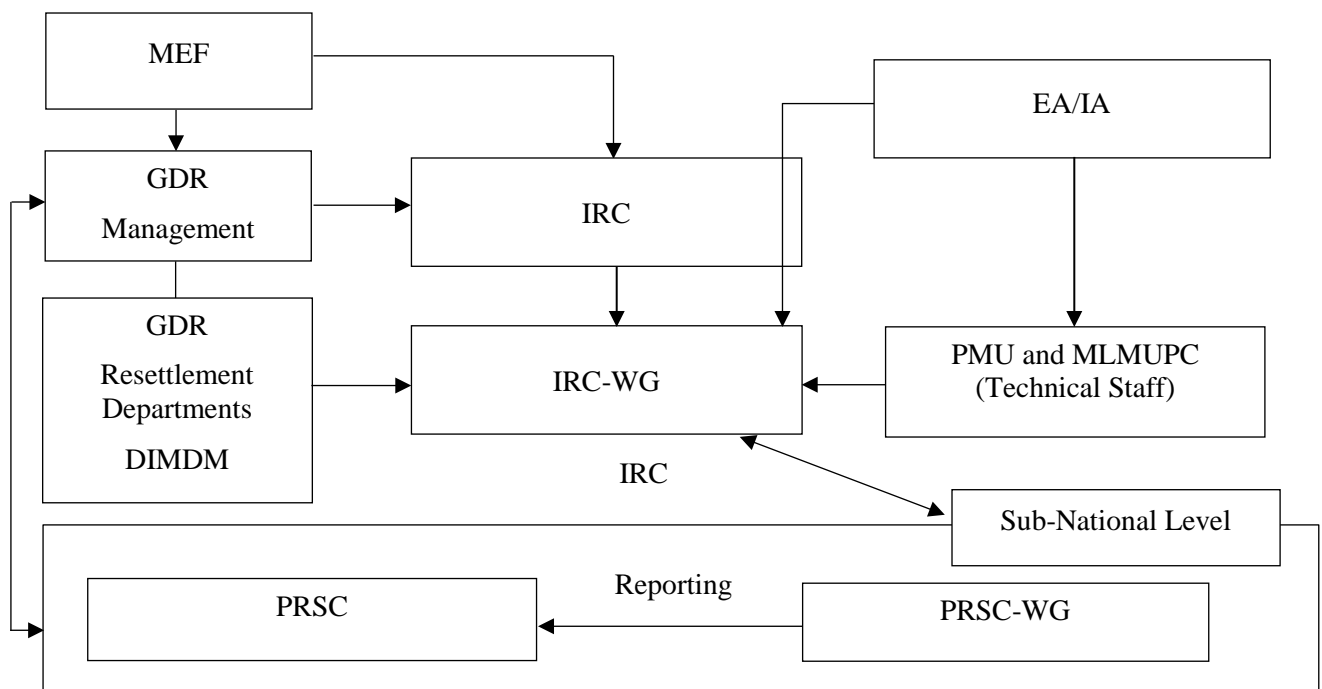 MEF
EA/IA
GDR
Management
IRC
GDR
Resettlement
Departments
DIMDM
IRC-WG
PMU and MLMUPC
(Technical Staff)
IRC
Sub-National Level
PRSC
Reporting
PRSC-WG